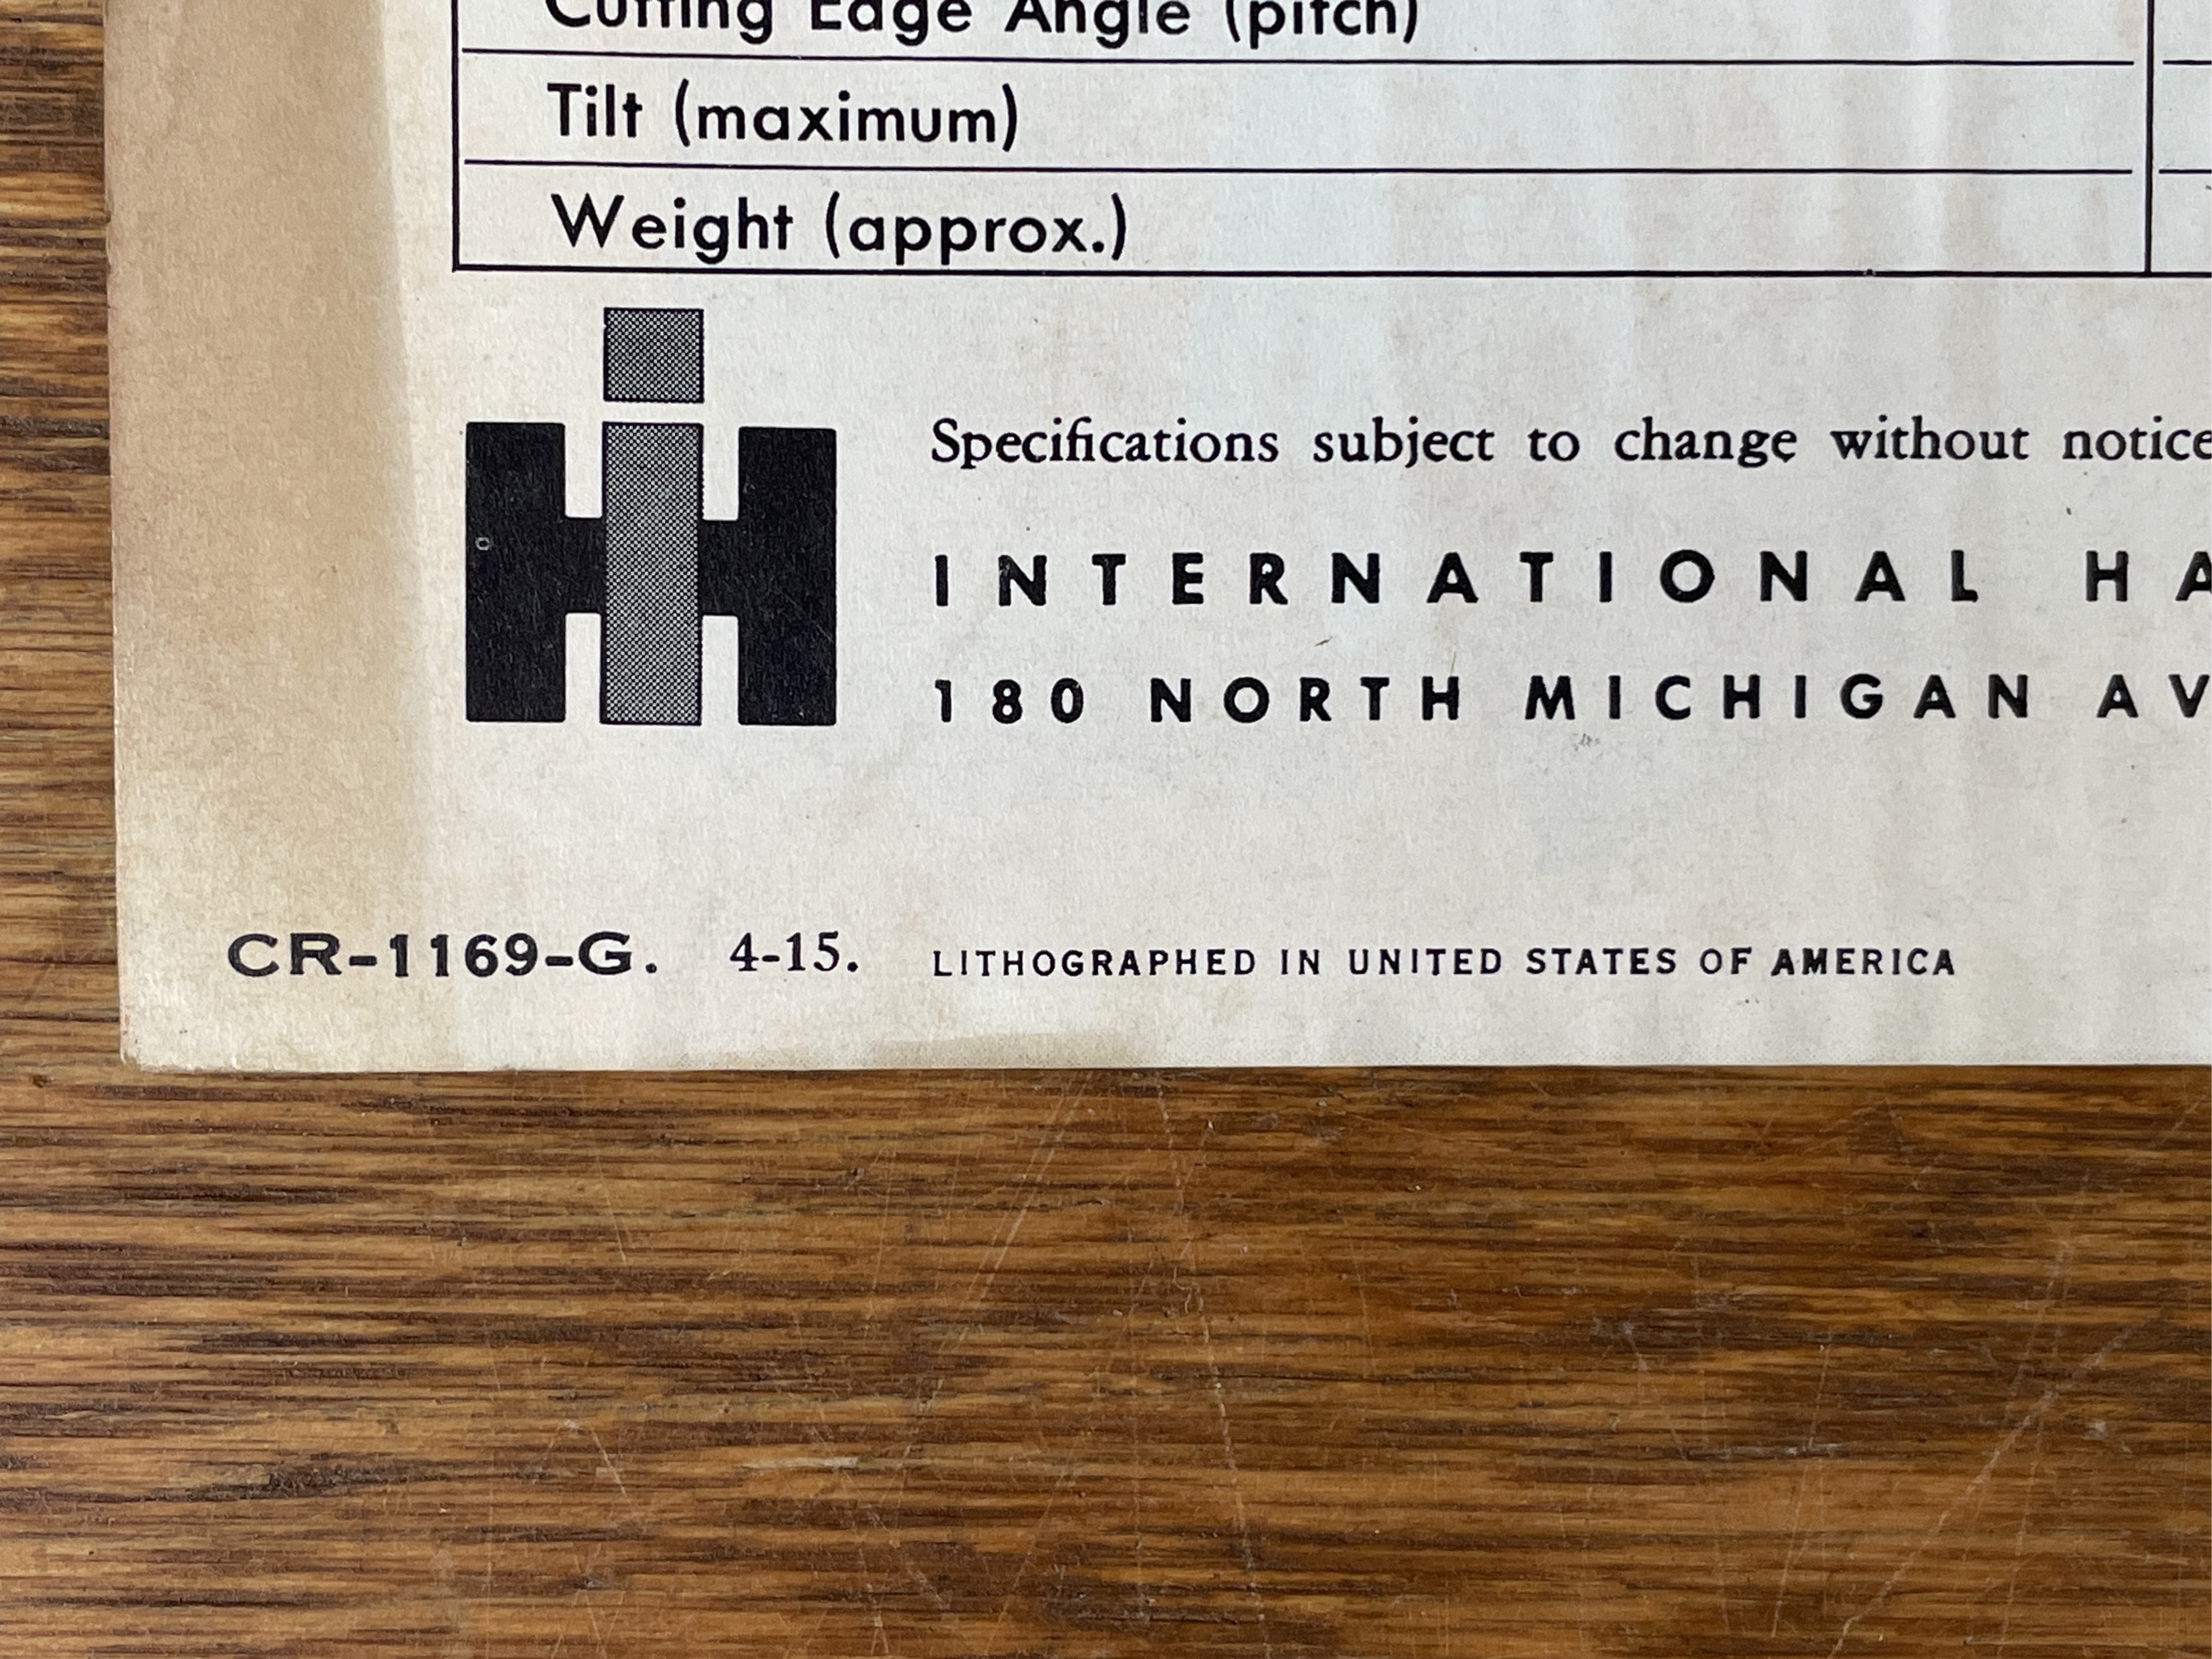 Cutting Edge Angle (pitch)
Tilt (maximum)
Weight (approx.)
IH
Specifications subject to change without notice
INTERNATIONAL HA
180 NORTH MICHIGAN AV
CR-1169-G. 4-15. LITHOGRAPHED IN UNITED STATES OF AMERICA